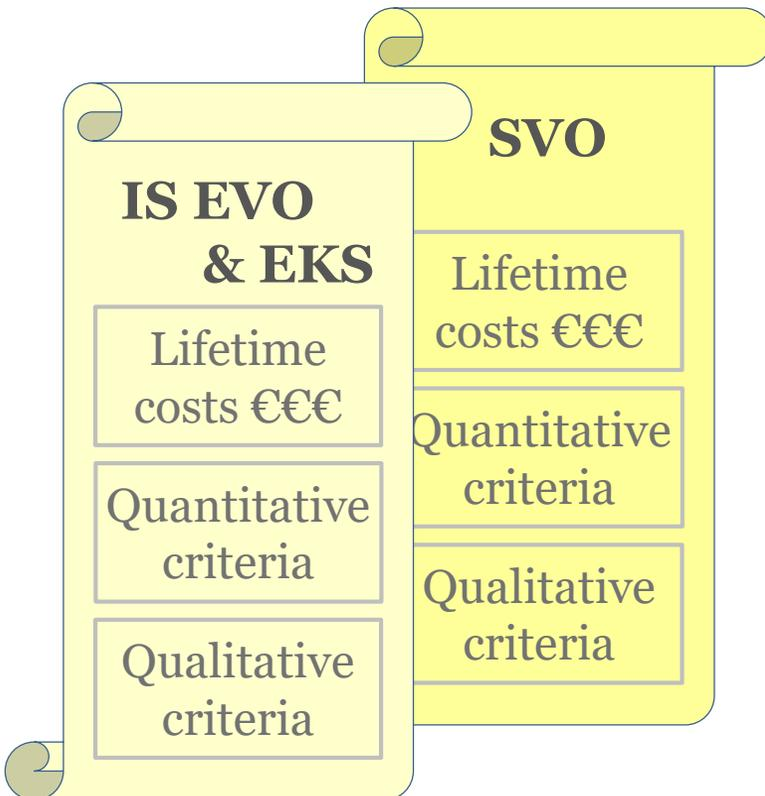 IS EVO
& EKS
Lifetime
costs €€€
Quantitative
criteria
Qualitative
criteria
SVO
Lifetime
costs €€€
Quantitative
criteria
Qualitative
criteria